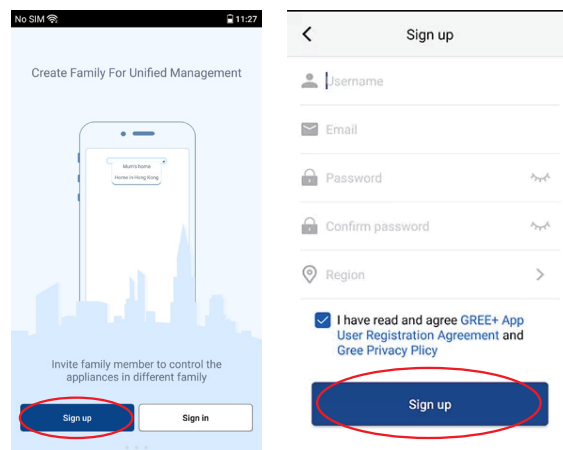 No SIM 11:27
Create Family For Unified Management
Mum's home
Home in Hong Kong
Invite family member to control the
appliances in different family
Sign up Sign in
Sign up
Username
Email
Password
Confirm password
Region
I have read and agree GREE+ App
User Registration Agreement and
Gree Privacy Plicy
Sign up